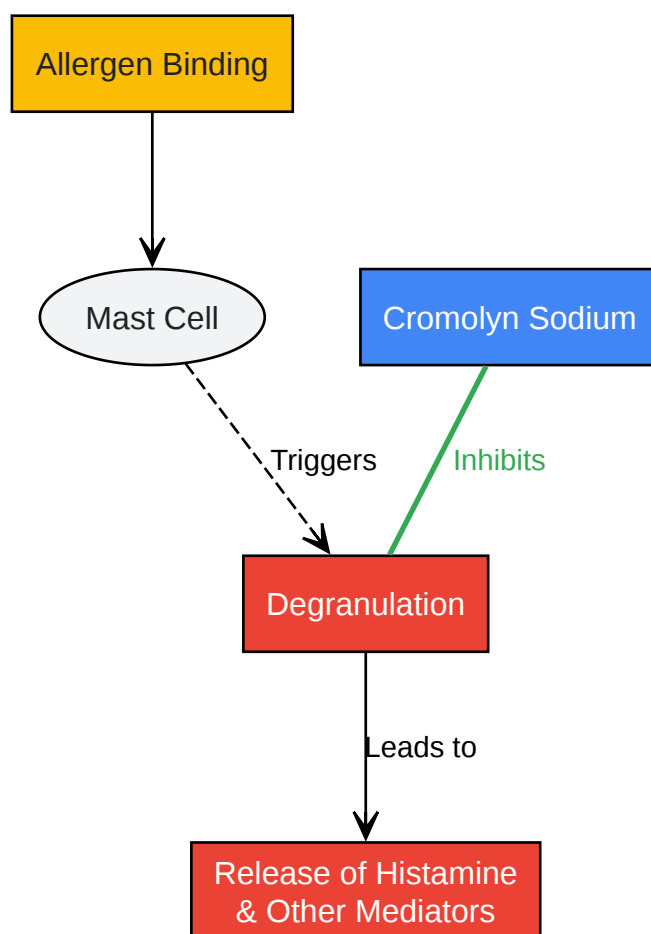 Allergen Binding
Mast Cell
Cromolyn Sodium
Triggers
Inhibits
Degranulation
Leads to
Release of Histamine
& Other Mediators